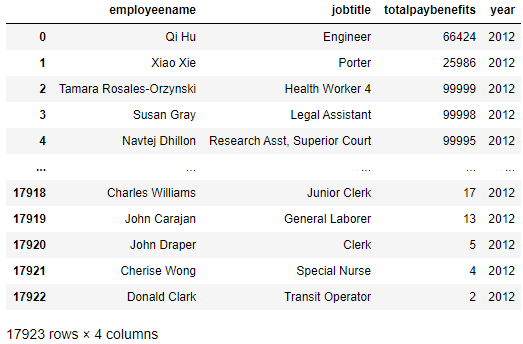 employeename jobtitle totalpaybenefits year
0 Qi Hu Engineer 66424 2012
1 Xiao Xie Porter 25986 2012
2 Tamara Rosales-Orzynski Health Worker 4 99999 2012
3 Susan Gray Legal Assistant 99998 2012
4 Navtej Dhillon Research Asst, Superior Court 99995 2012
... ... ... ... ...
17918 Charles Williams Junior Clerk 17 2012
17919 John Carajan General Laborer 13 2012
17920 John Draper Clerk 5 2012
17921 Cherise Wong Special Nurse 4 2012
17922 Donald Clark Transit Operator 2 2012
17923 rows × 4 columns